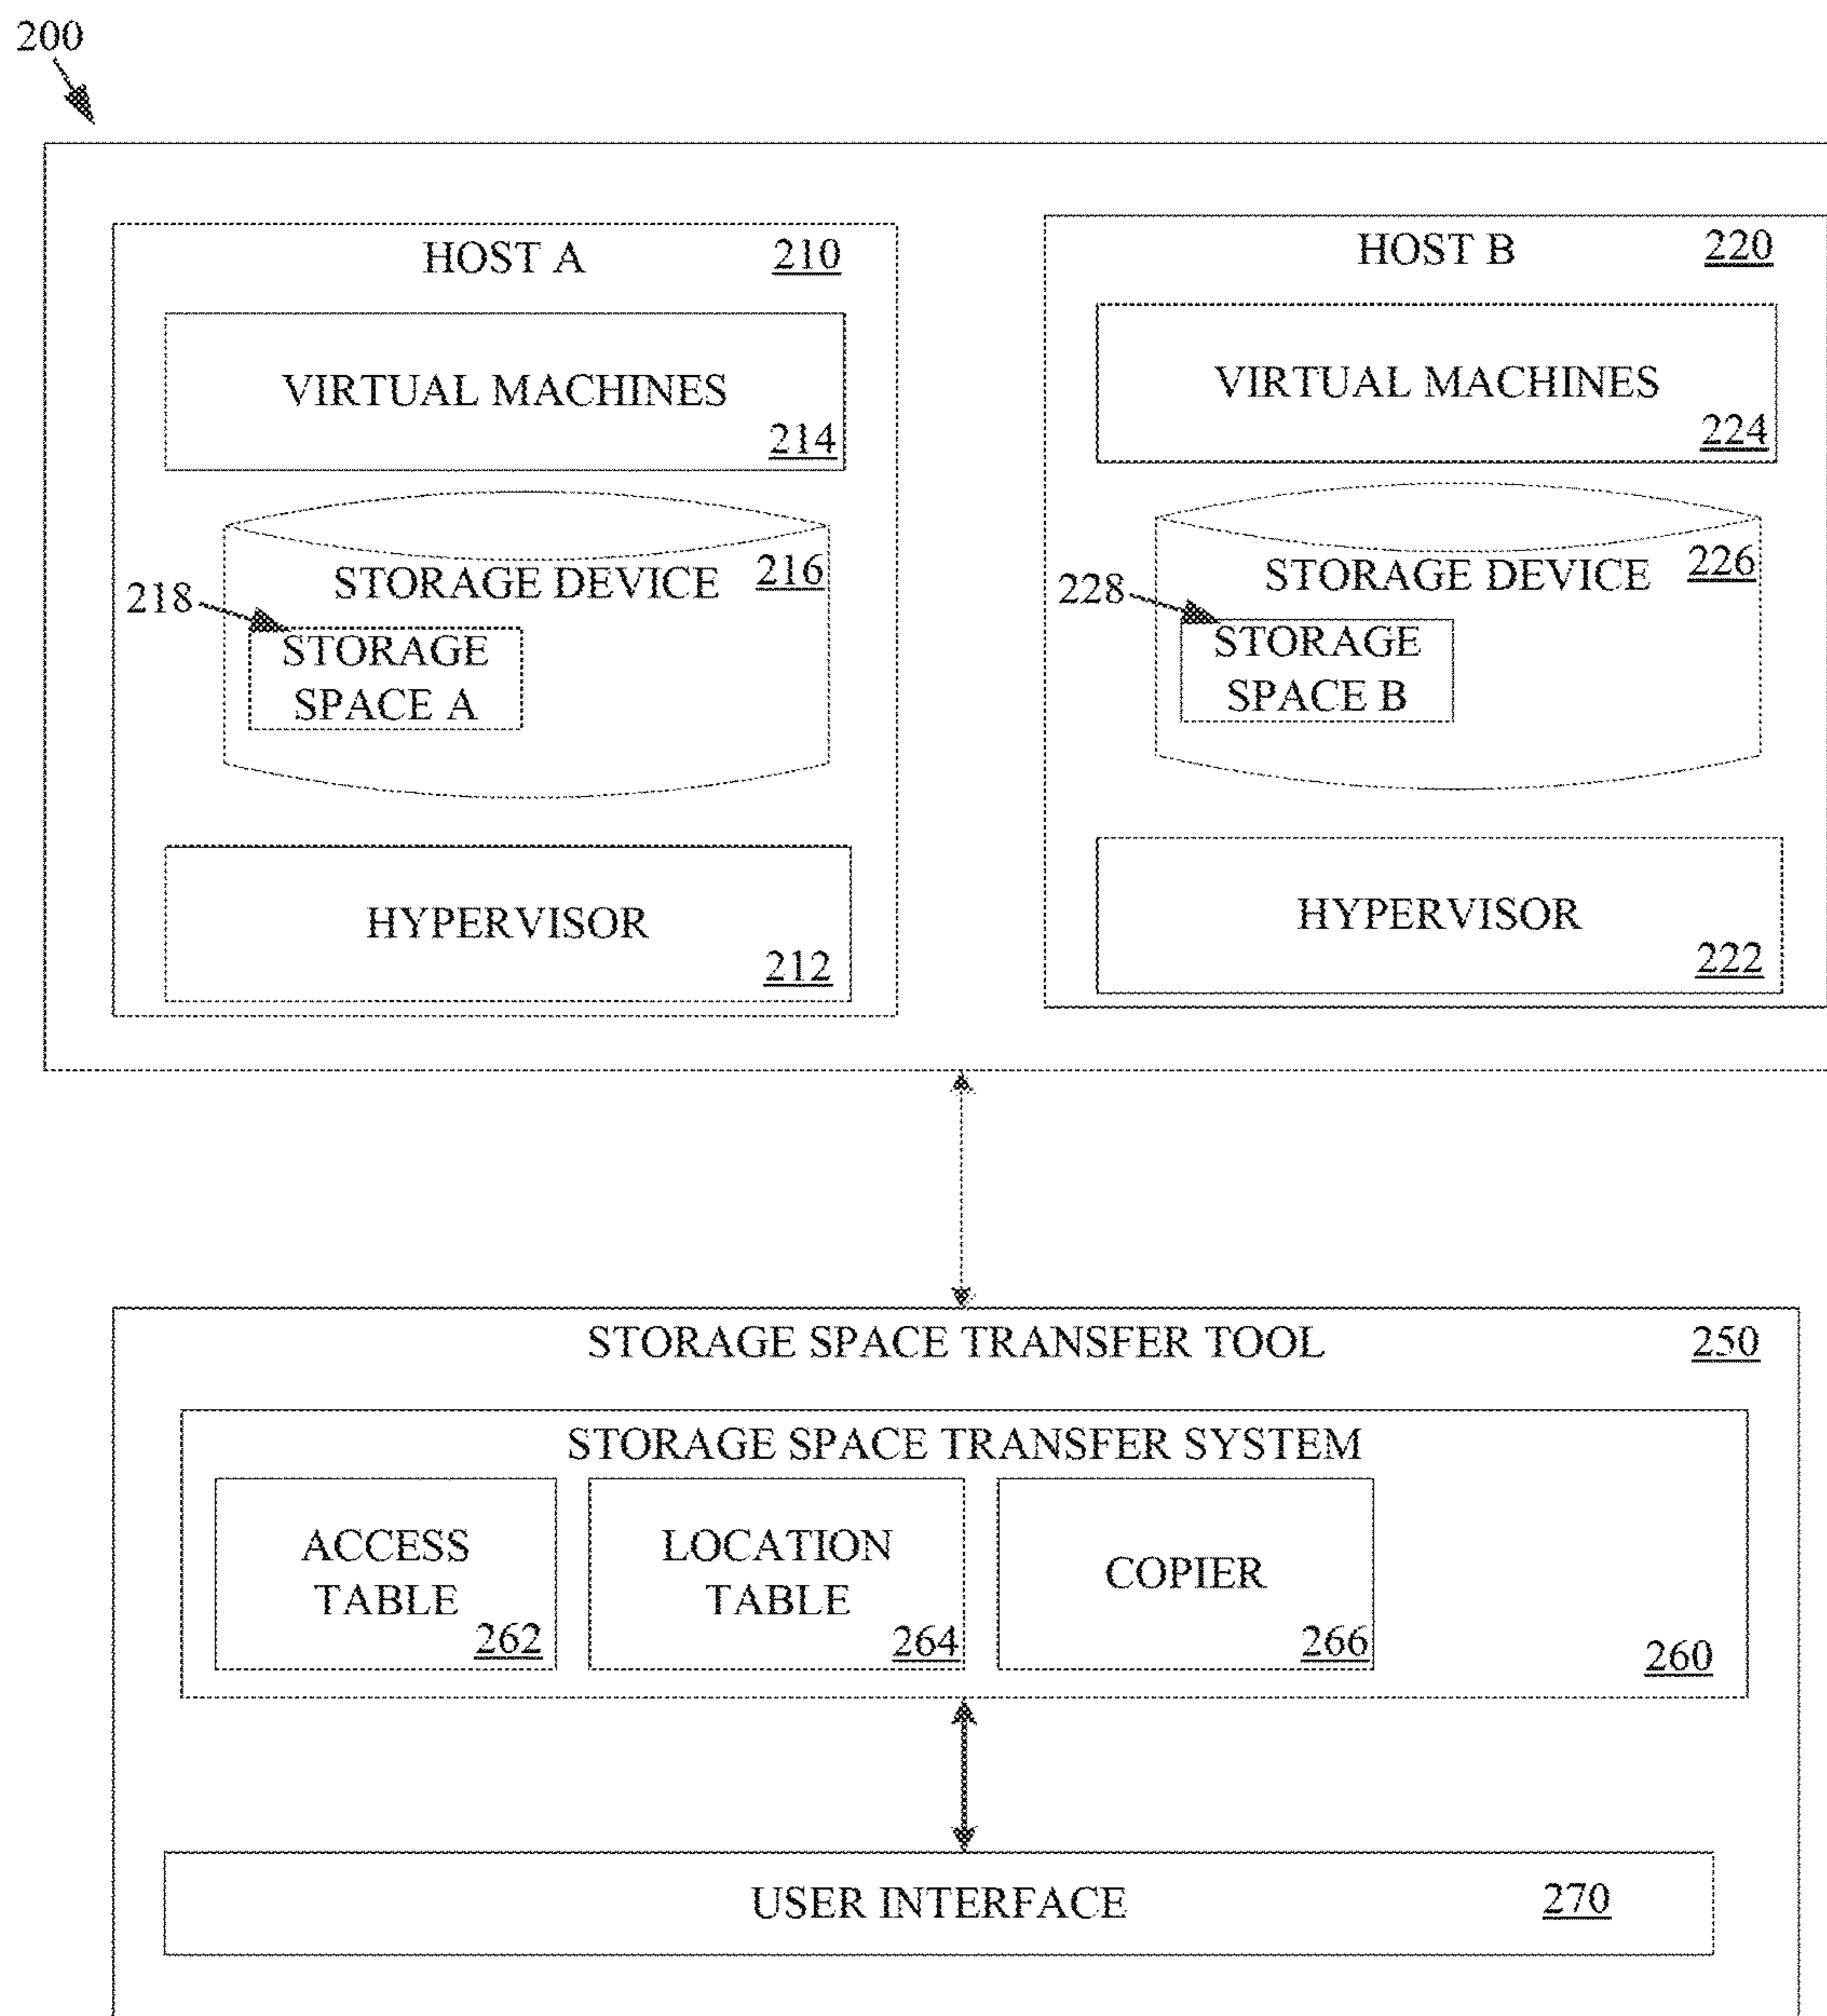 200
HOST A 210
VIRTUAL MACHINES
214
STORAGE DEVICE 216
218
STORAGE
SPACE A
HYPERVISOR
212
HOST B 220
VIRTUAL MACHINES
224
STORAGE DEVICE 226
228
STORAGE
SPACE B
HYPERVISOR
222
STORAGE SPACE TRANSFER TOOL 250
STORAGE SPACE TRANSFER SYSTEM
ACCESS
TABLE
262
LOCATION
TABLE
264
COPIER
266
260
USER INTERFACE 270